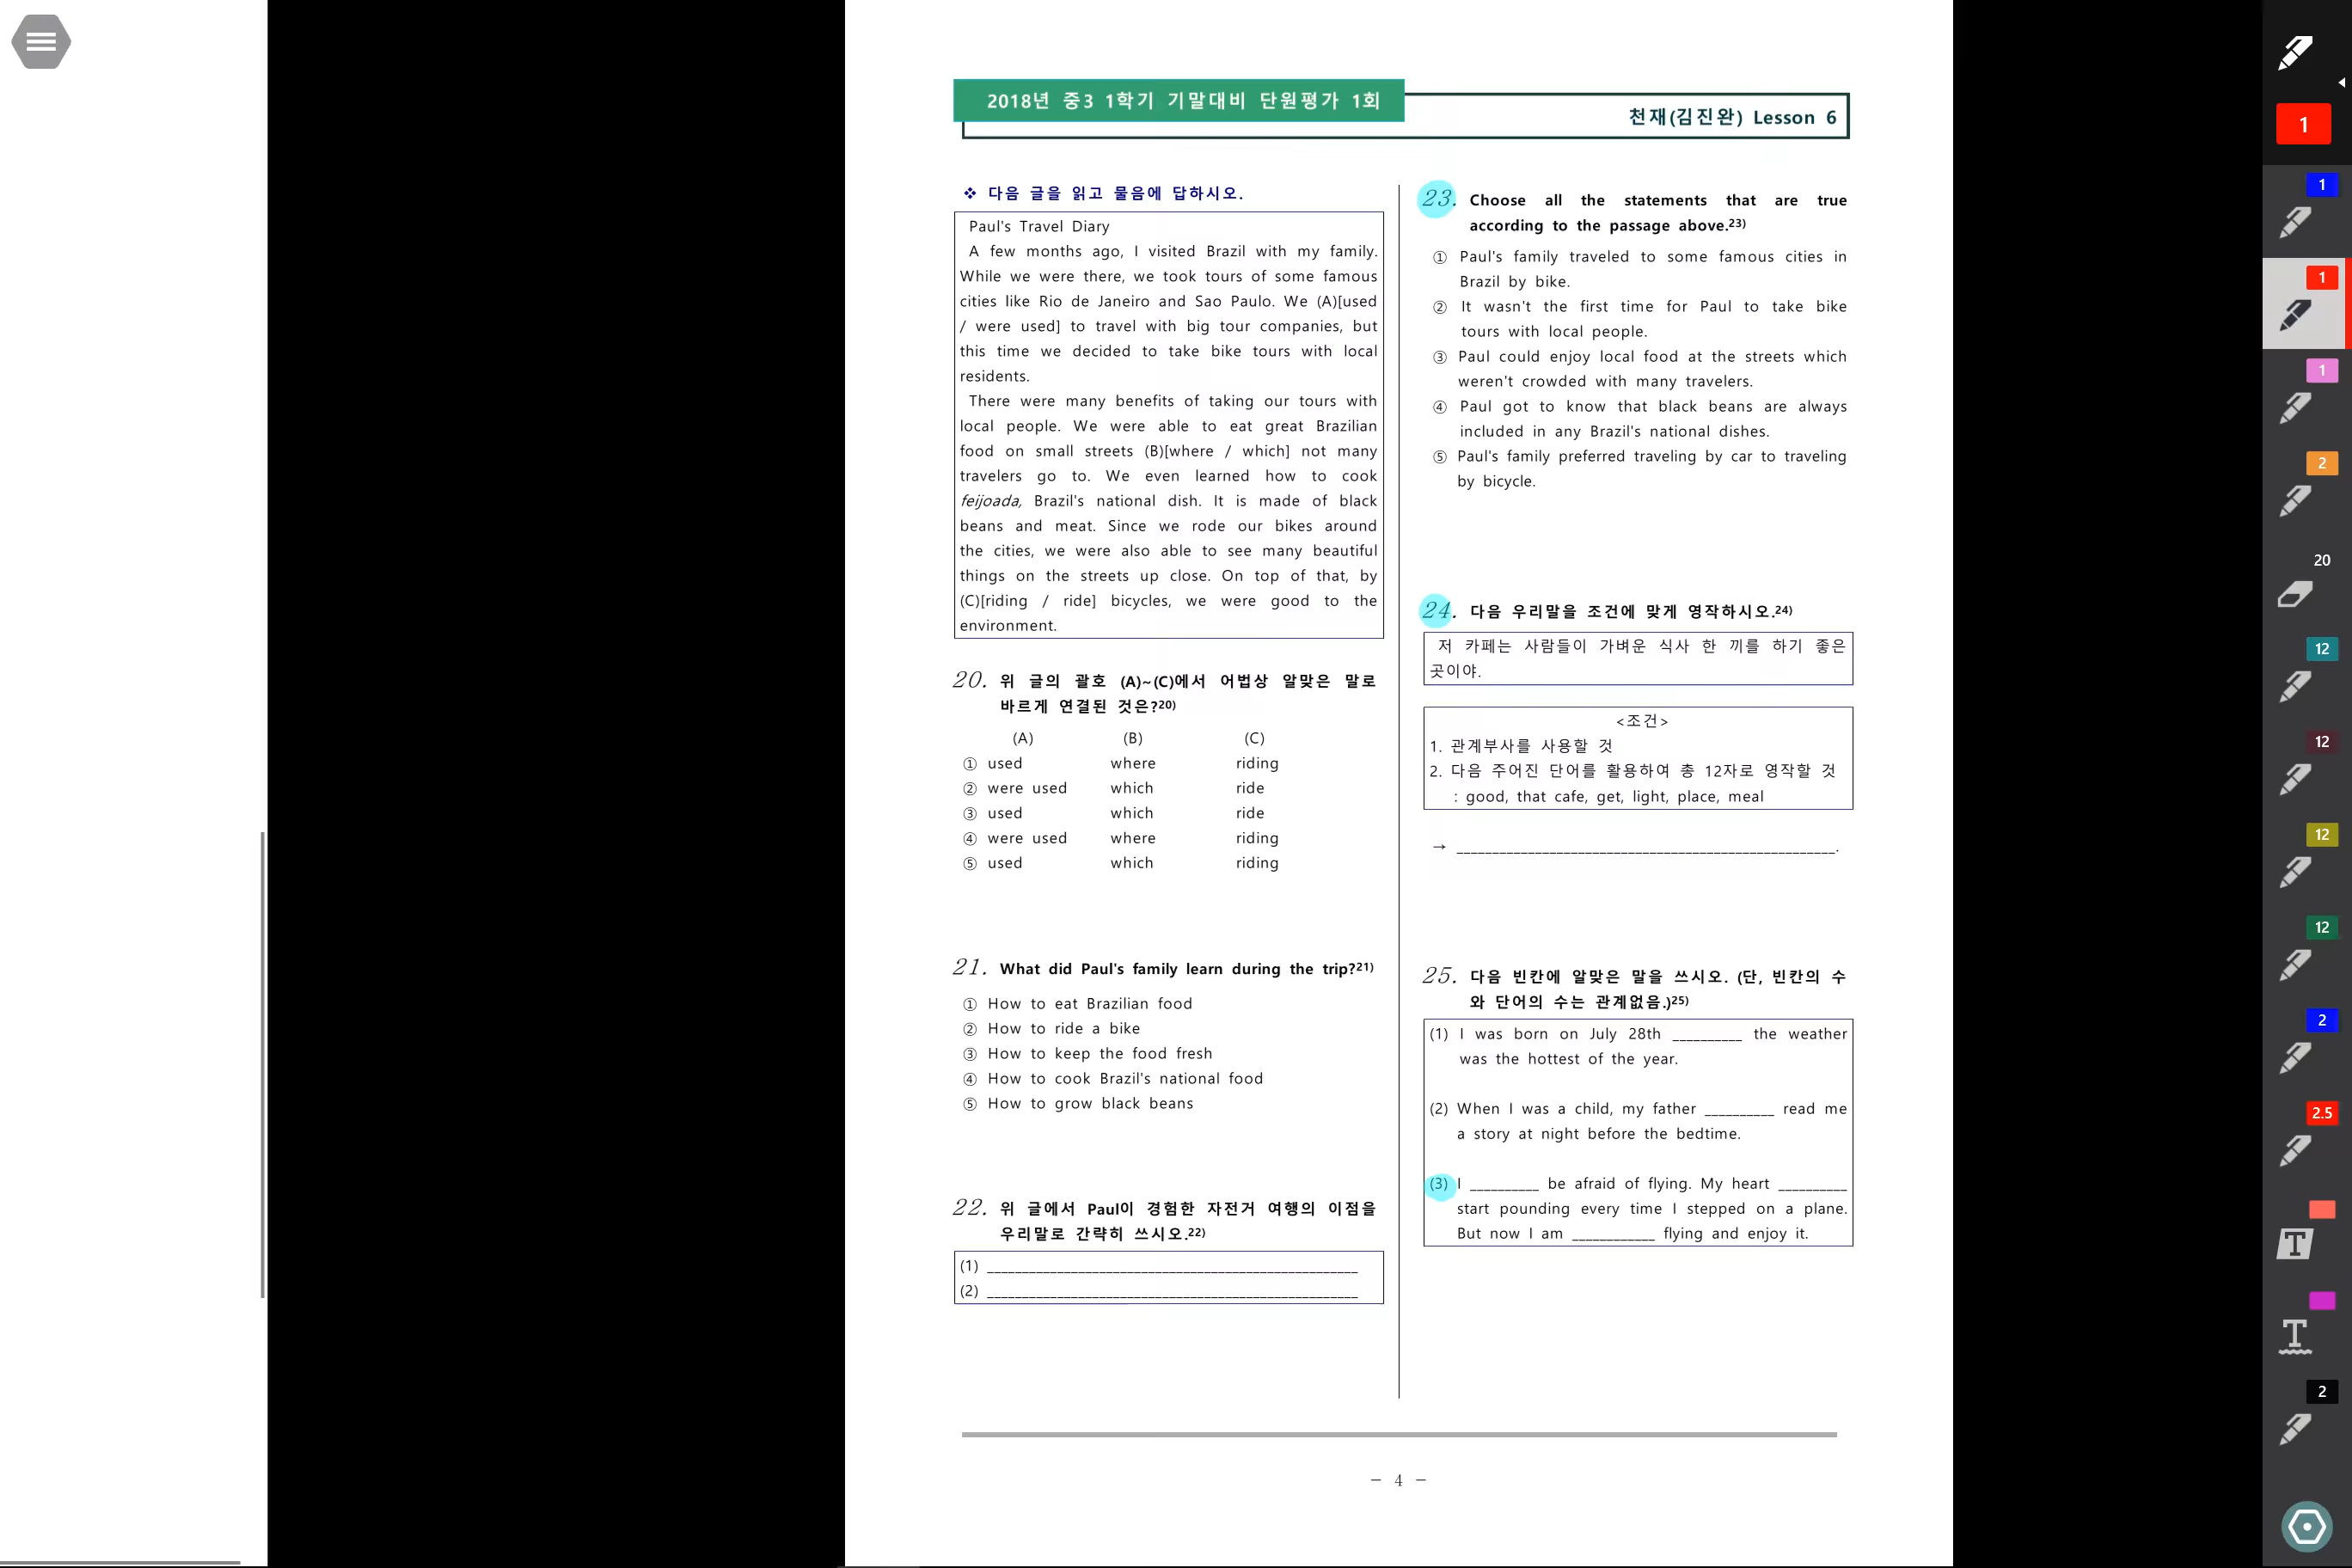 2018년 중3 1학기 기말대비 단원평가 1회
천재(김진완) Lesson 6
❖ 다음 글을 읽고 물음에 답하시오.
Paul's Travel Diary
A few months ago, I visited Brazil with my family.
While we were there, we took tours of some famous
cities like Rio de Janeiro and Sao Paulo. We (A)[used
/ were used] to travel with big tour companies, but
this time we decided to take bike tours with local
residents.
There were many benefits of taking our tours with
local people. We were able to eat great Brazilian
food on small streets (B)[where / which] not many
travelers go to. We even learned how to cook
feijoada, Brazil's national dish. It is made of black
beans and meat. Since we rode our bikes around
the cities, we were also able to see many beautiful
things on the streets up close. On top of that, by
(C)[riding / ride] bicycles, we were good to the
environment.
20. 위 글의 괄호 (A)~(C)에서 어법상 알맞은 말로
바르게 연결된 것은?20)
(A) (B) (C)
① used where riding
② were used which ride
③ used which ride
④ were used where riding
⑤ used which riding
21. What did Paul's family learn during the trip?21)
① How to eat Brazilian food
② How to ride a bike
③ How to keep the food fresh
④ How to cook Brazil's national food
⑤ How to grow black beans
22. 위 글에서 Paul이 경험한 자전거 여행의 이점을
우리말로 간략히 쓰시오.22)
(1) ______________________________________________
(2) ______________________________________________
23. Choose all the statements that are true
according to the passage above.23)
① Paul's family traveled to some famous cities in
Brazil by bike.
② It wasn't the first time for Paul to take bike
tours with local people.
③ Paul could enjoy local food at the streets which
weren't crowded with many travelers.
④ Paul got to know that black beans are always
included in any Brazil's national dishes.
⑤ Paul's family preferred traveling by car to traveling
by bicycle.
24. 다음 우리말을 조건에 맞게 영작하시오.24)
저 카페는 사람들이 가벼운 식사 한 끼를 하기 좋은
곳이야.
<조건>
1. 관계부사를 사용할 것
2. 다음 주어진 단어를 활용하여 총 12자로 영작할 것
: good, that cafe, get, light, place, meal
→ ______________________________________________.
25. 다음 빈칸에 알맞은 말을 쓰시오. (단, 빈칸의 수
와 단어의 수는 관계없음.)25)
(1) I was born on July 28th _________ the weather
was the hottest of the year.
(2) When I was a child, my father _________ read me
a story at night before the bedtime.
(3) I _________ be afraid of flying. My heart _________
start pounding every time I stepped on a plane.
But now I am ___________ flying and enjoy it.
- 4 -
1
1
1
1
2
20
12
12
12
12
2
2.5
T
T
2